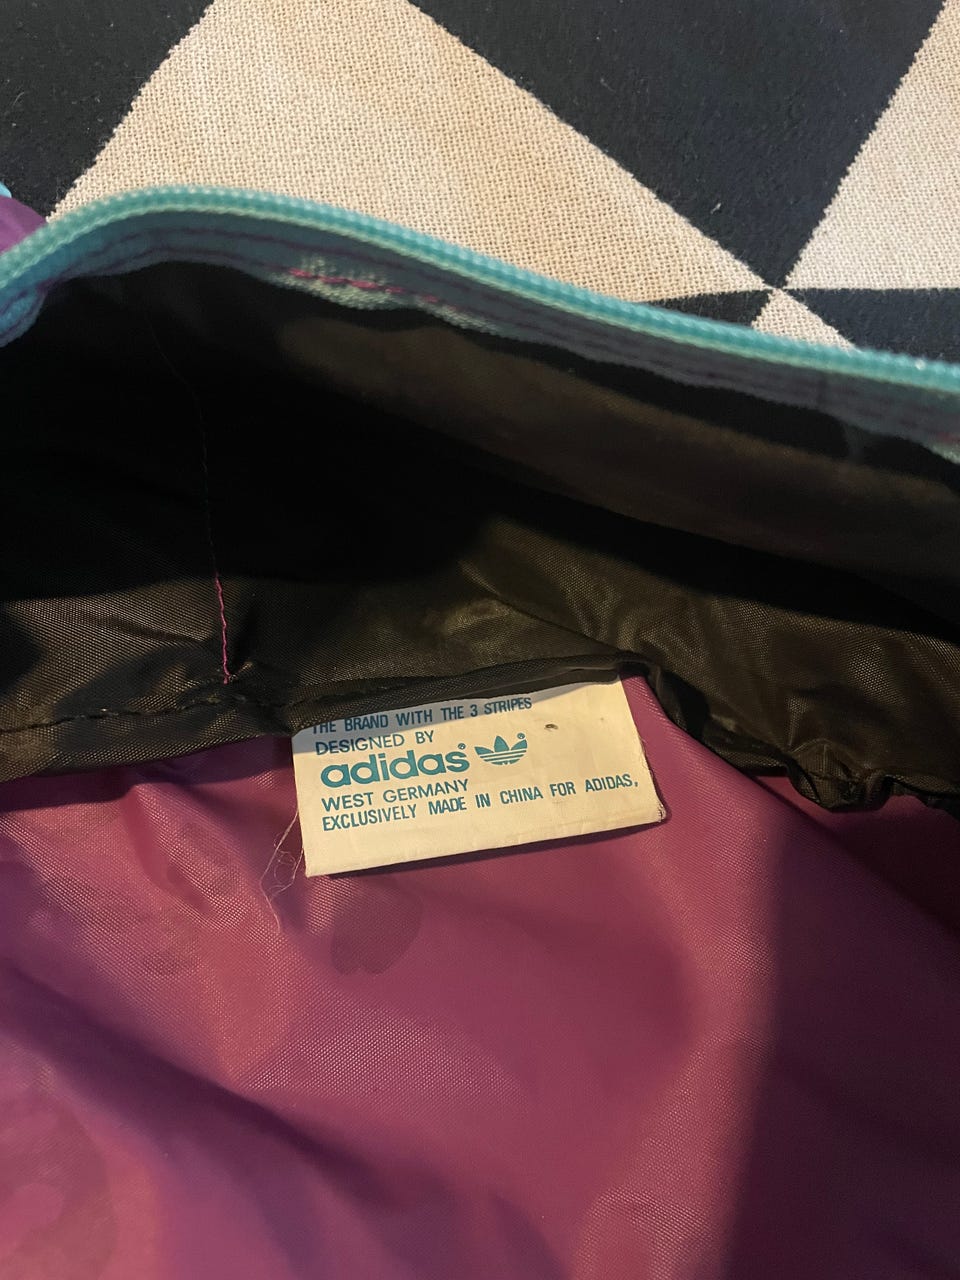 THE BRAND WITH THE 3 STRIPES
DESIGNED BY
adidas®
WEST GERMANY
EXCLUSIVELY MADE IN CHINA FOR ADIDAS,